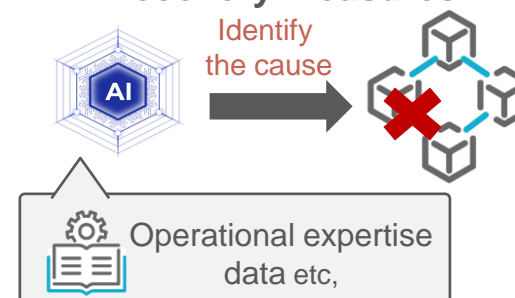 Identify
the cause
AI
Operational expertise
data etc,